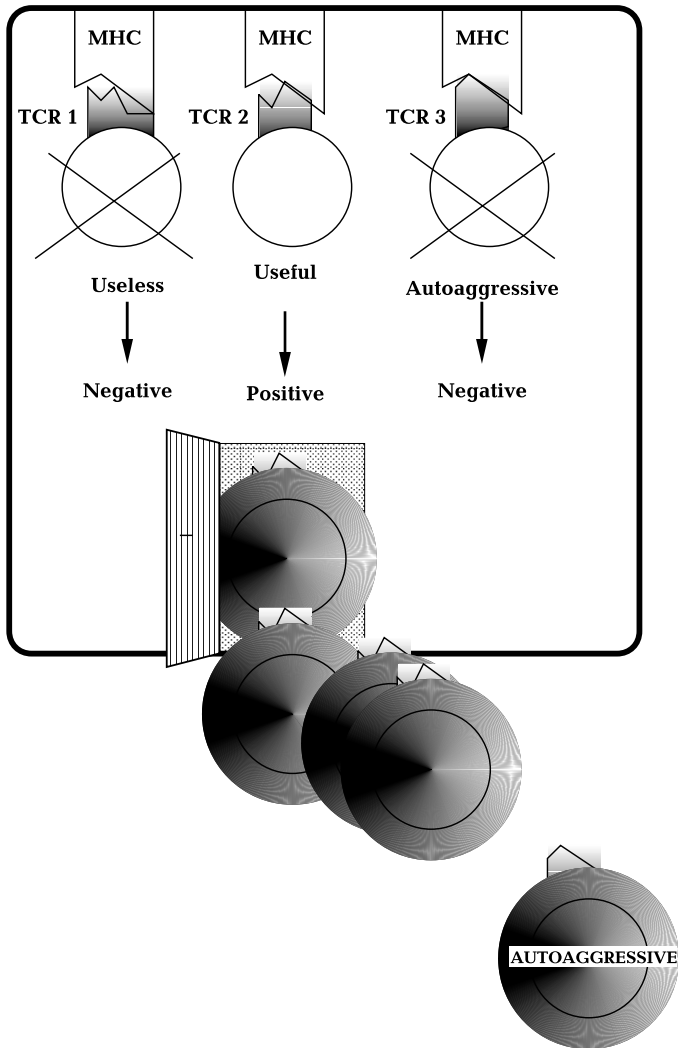 MHC MHC MHC
TCR 1 TCR 2 TCR 3
Useless Useful Autoaggressive
Negative Positive Negative
AUTOAGGRESSIVE